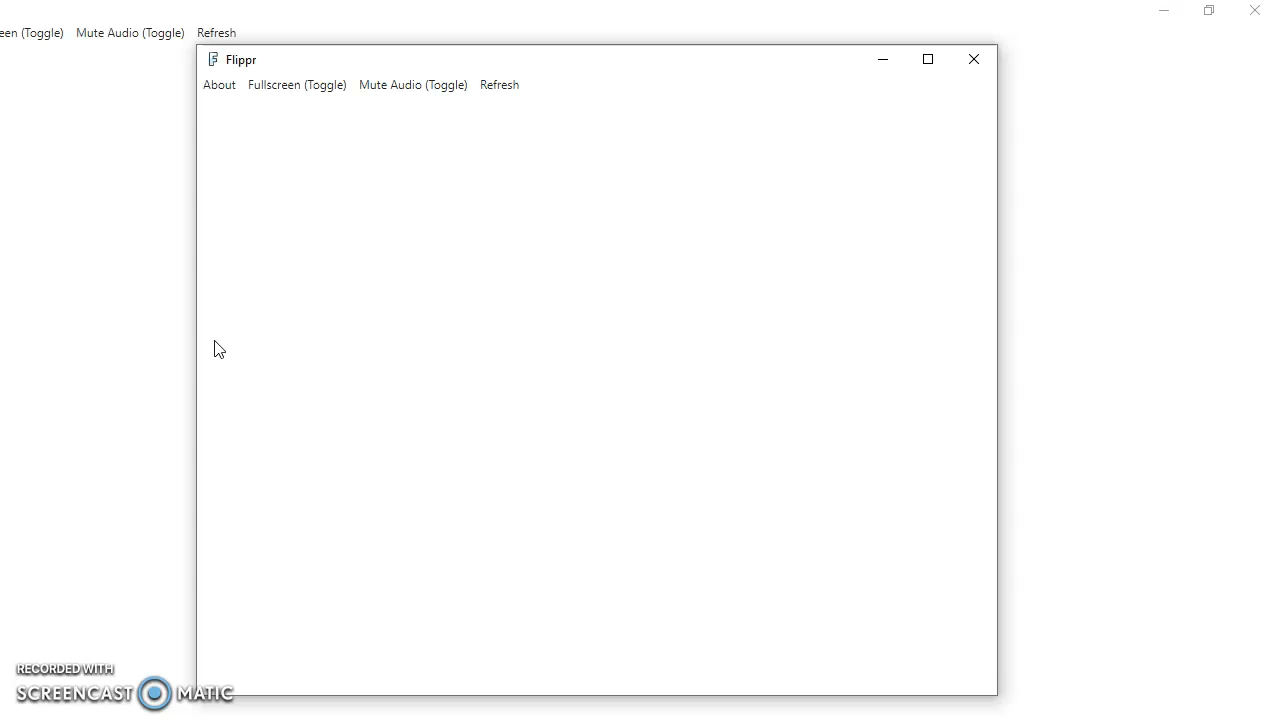 een (Toggle) Mute Audio (Toggle) Refresh
Flippr
About Fullscreen (Toggle) Mute Audio (Toggle) Refresh
RECORDED WITH
SCREENCAST MATIC